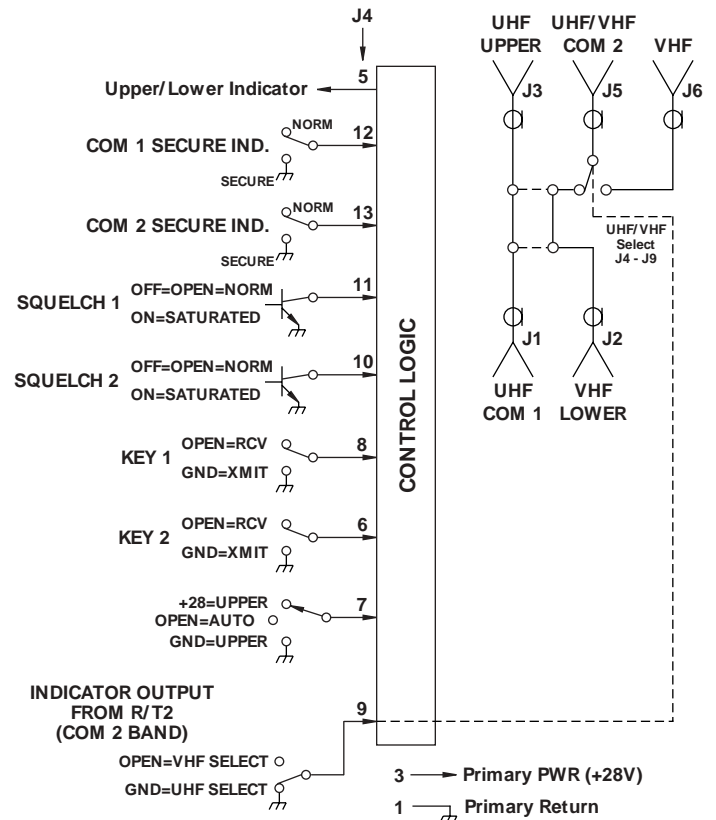 J4
5
Upper/Lower Indicator
NORM
12
COM 1 SECURE IND.
SECURE
NORM
13
COM 2 SECURE IND.
SECURE
11
SQUELCH 1
OFF=OPEN=NORM
ON=SATURATED
10
SQUELCH 2
OFF=OPEN=NORM
ON=SATURATED
8
KEY 1
OPEN=RCV
GND=XMIT
6
KEY 2
OPEN=RCV
GND=XMIT
7
+28=UPPER
OPEN=AUTO
GND=UPPER
INDICATOR OUTPUT
FROM R/T2
(COM 2 BAND)
9
OPEN=VHF SELECT
GND=UHF SELECT
CONTROL LOGIC
UHF
UPPER
J3
UHF/VHF
COM 2
J5
VHF
J6
UHF/VHF
Select
J4 - J9
J1
UHF
COM 1
J2
VHF
LOWER
3
Primary PWR (+28V)
1
Primary Return